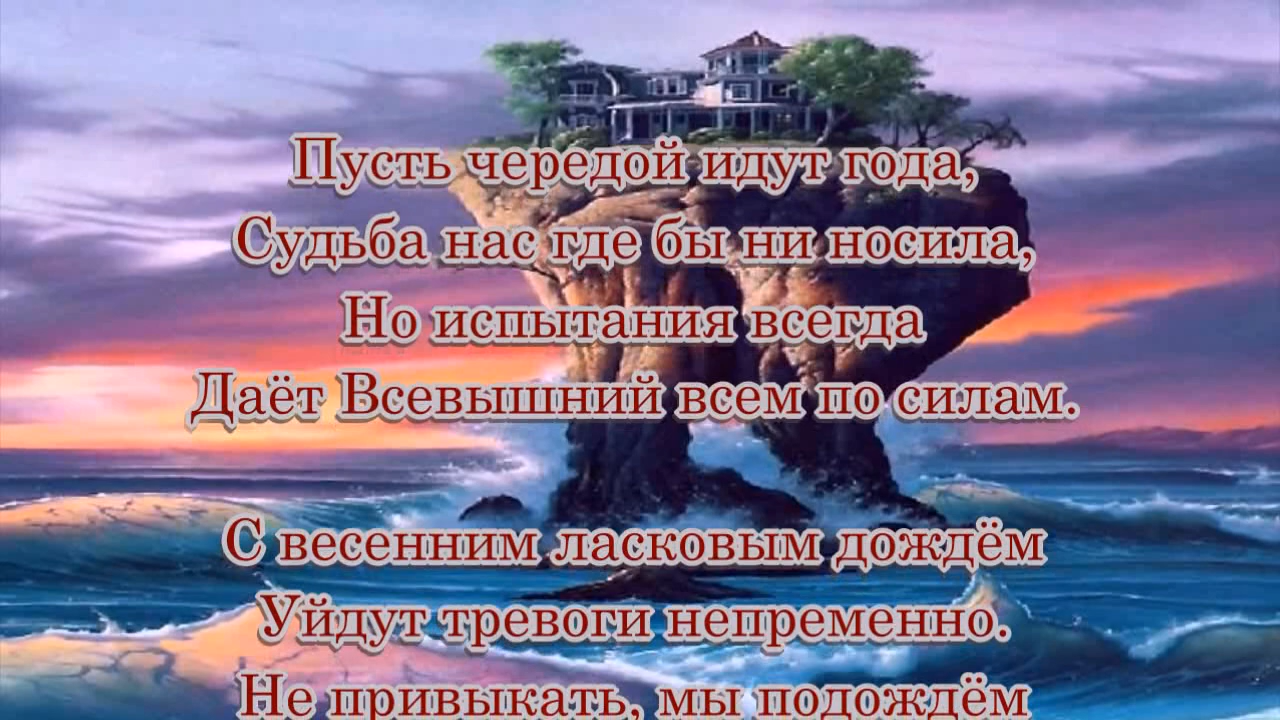 Пусть чередой идут года,
Судьба нас где бы ни носила,
Но испытания всегда
Даёт Всевышний всем по силам.
С весенним ласковым дождём
Уйдут тревоги непременно.
Не привыкать, мы подождём